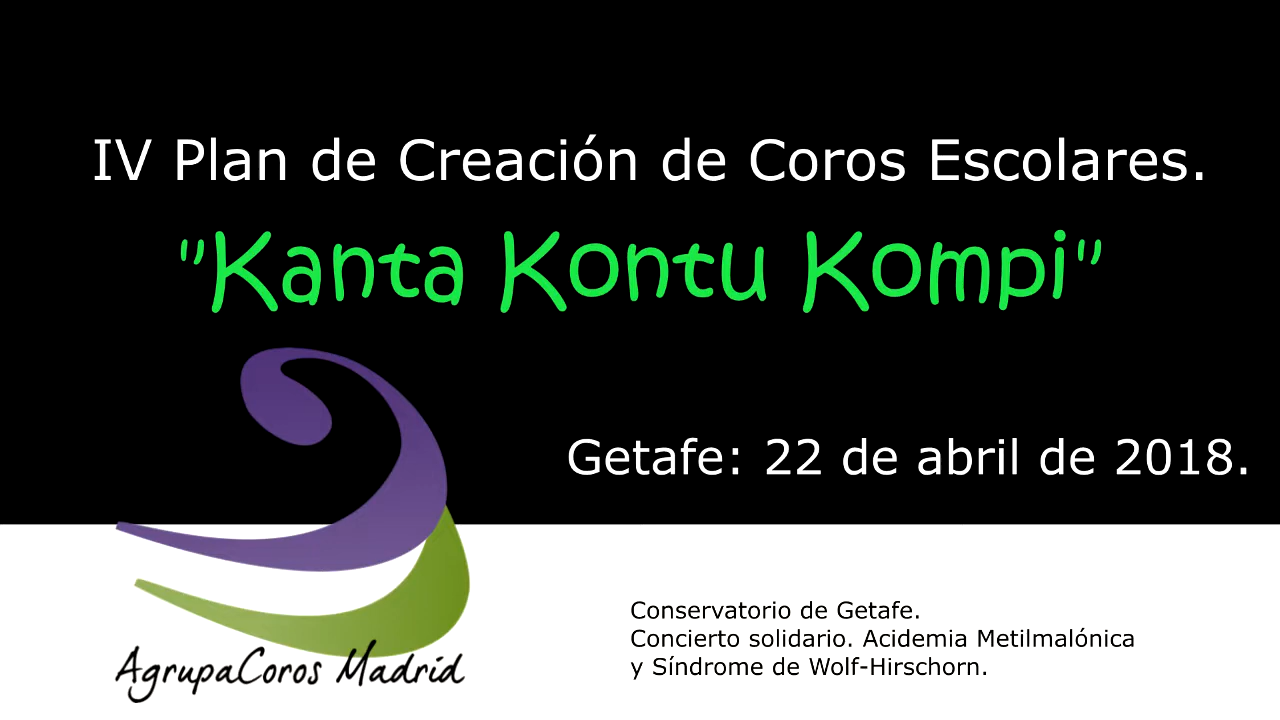 IV Plan de Creación de Coros Escolares.
"Kanta Kontu Kompi"
Getafe: 22 de abril de 2018.
AgrupaCoros Madrid
Conservatorio de Getafe.
Concierto solidario. Acidemia Metilmalónica
y Síndrome de Wolf-Hirschorn.